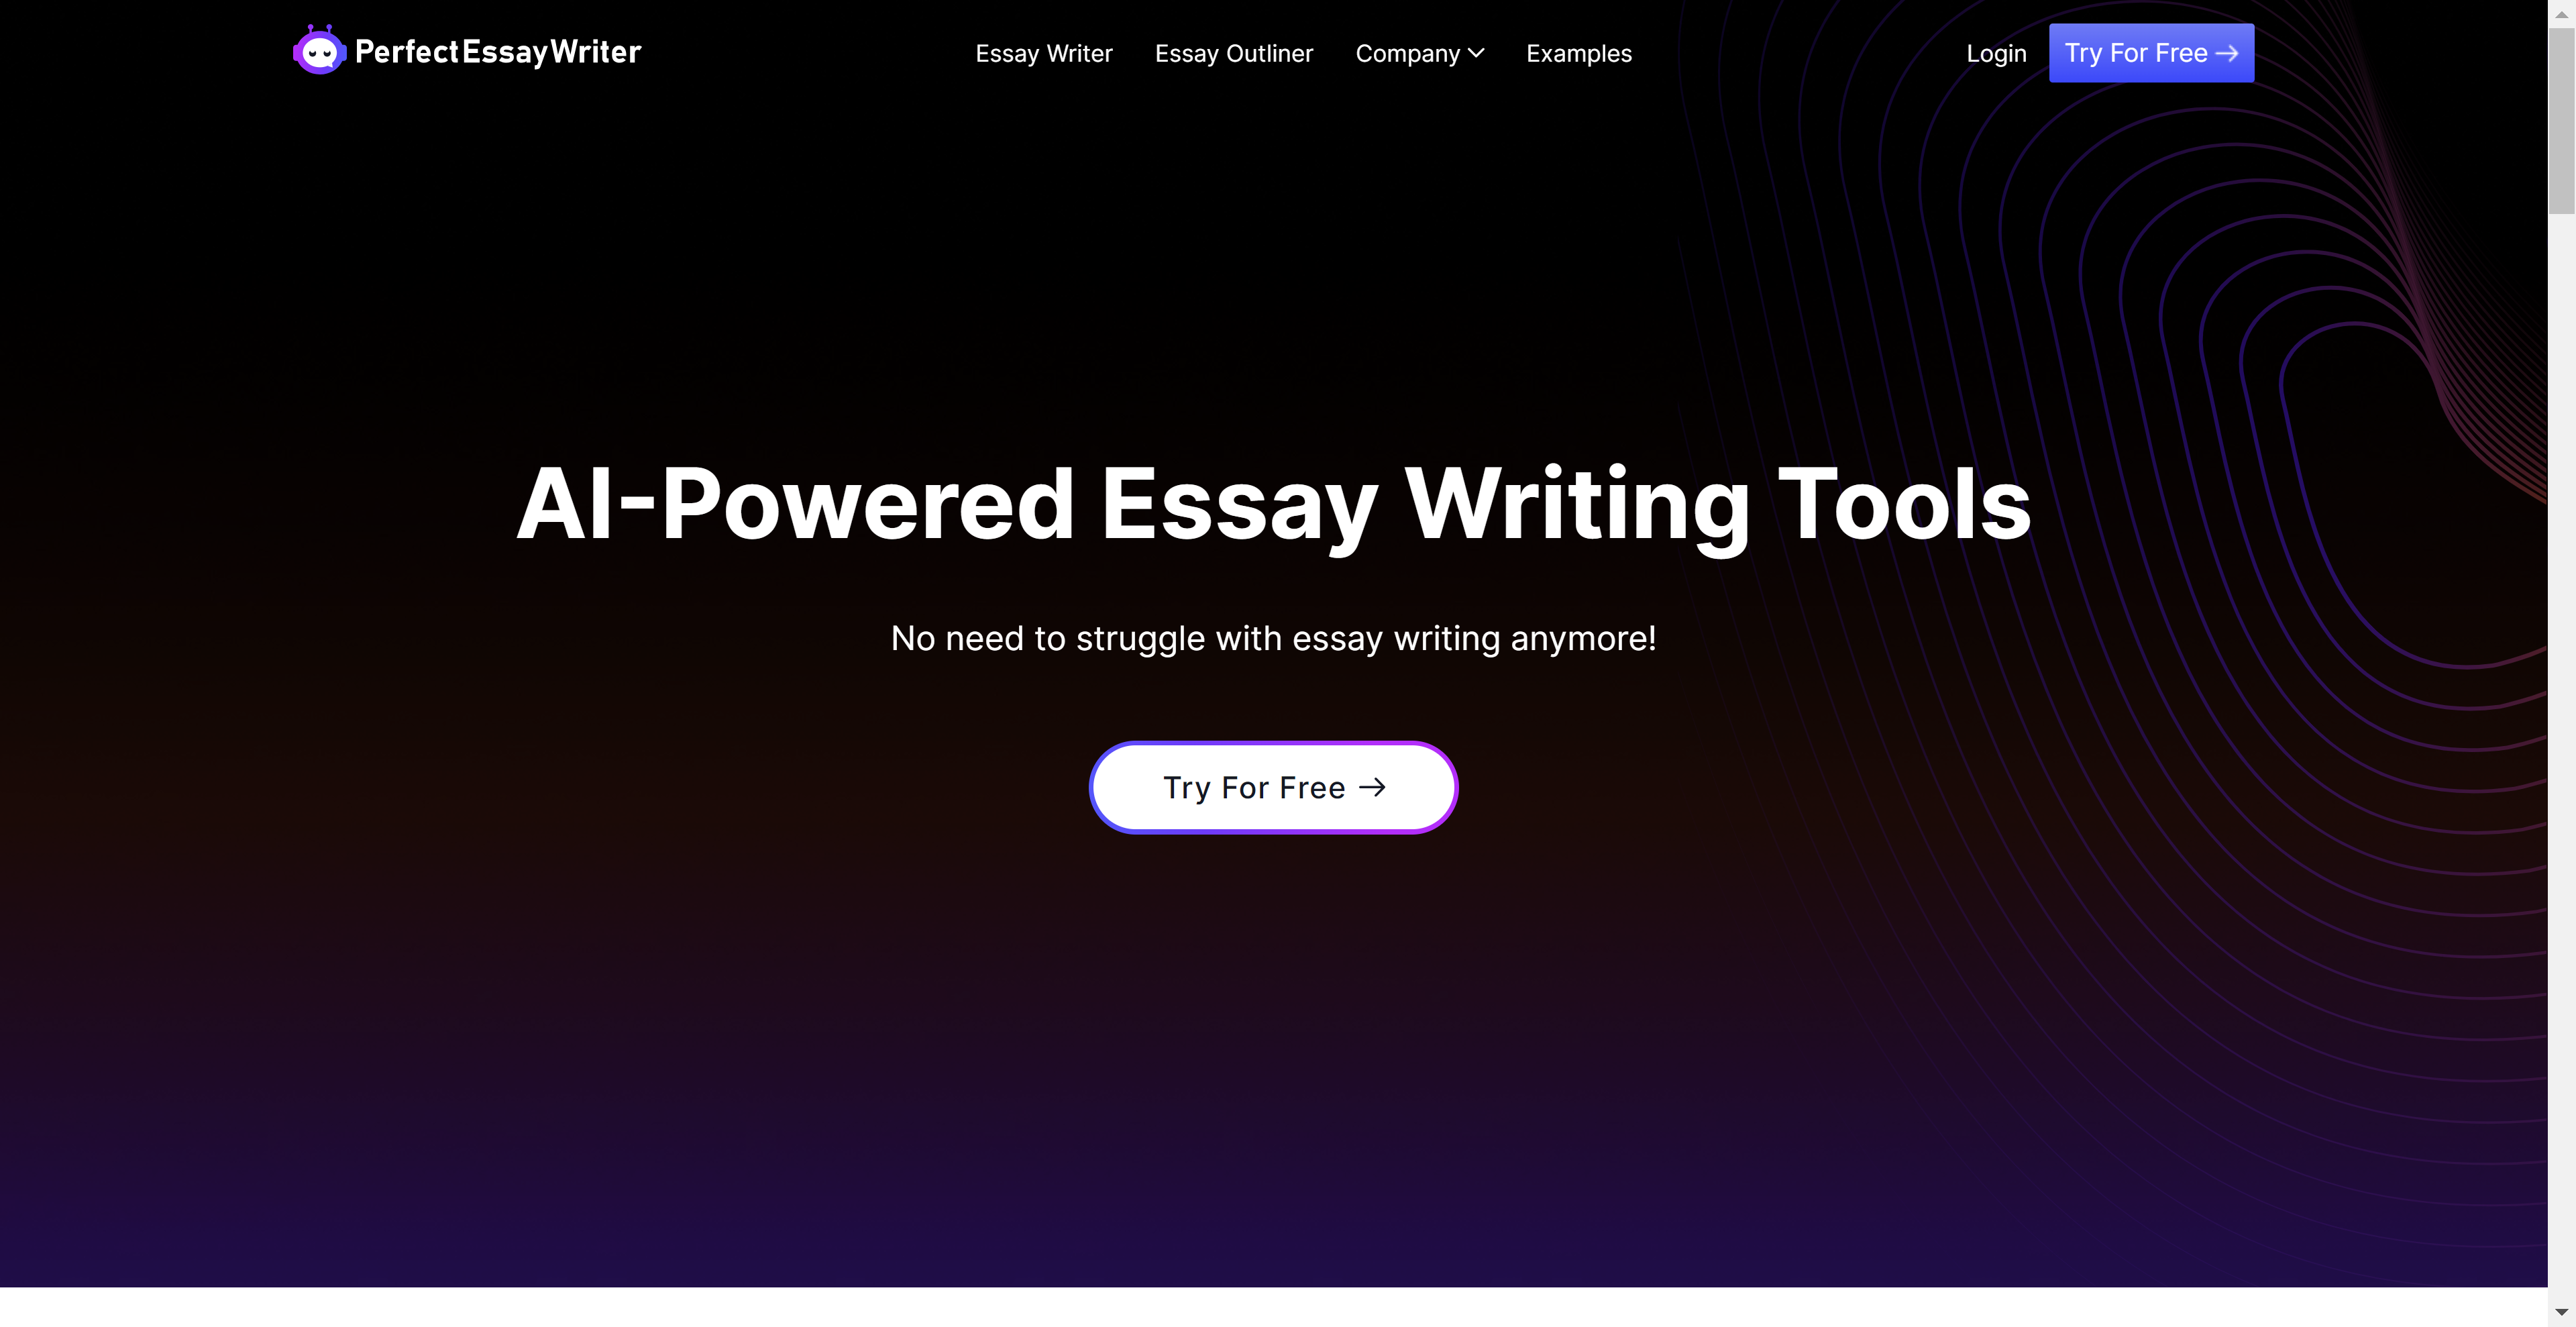 PerfectEssayWriter
Essay Writer
Essay Outliner
Company
Examples
Login
Try For Free
AI-Powered Essay Writing Tools
No need to struggle with essay writing anymore!
Try For Free